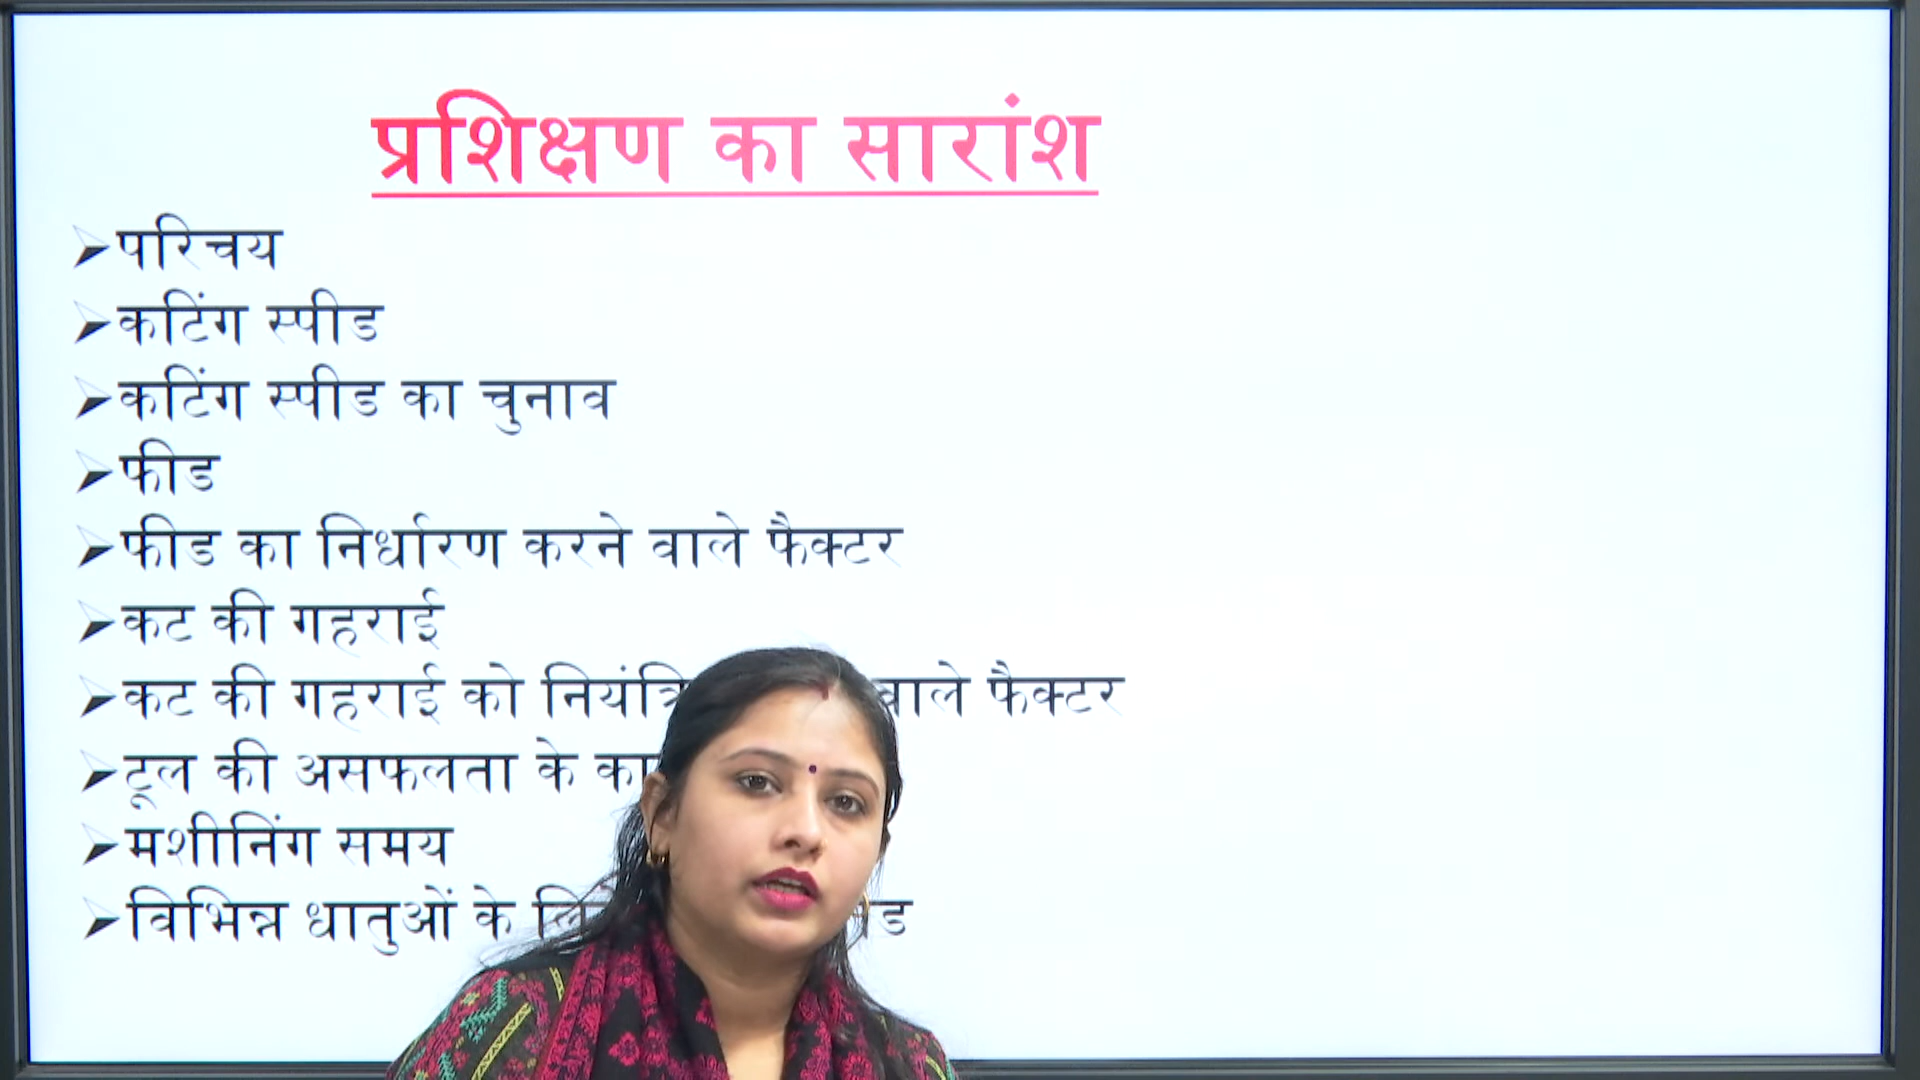 प्रशिक्षण का सारांश
➤परिचय
➤कटिंग स्पीड
➤कटिंग स्पीड का चुनाव
➤फीड
➤फीड का निर्धारण करने वाले फैक्टर
➤कट की गहराई
➤कट की गहराई को वाले फैक्टर
➤टूल की असफलता के
➤मशीनिंग समय
➤विभिन्न धातुओं के